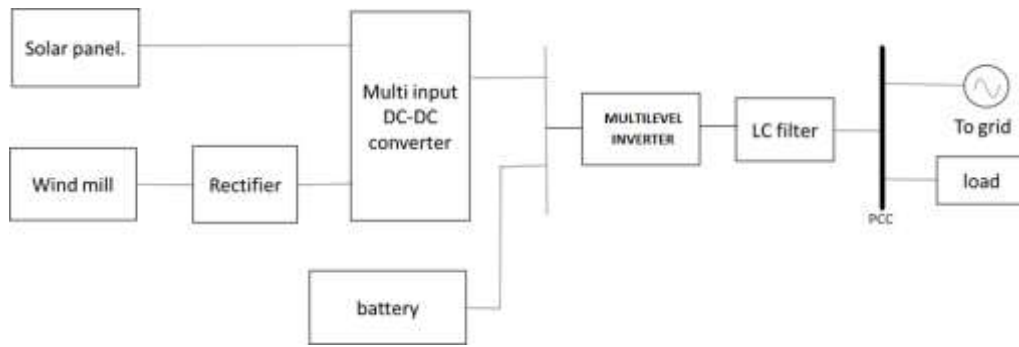 Solar panel.
Multi input
DC-DC
converter
Wind mill
Rectifier
battery
MULTILEVEL
INVERTER
LC filter
PCC
To grid
load